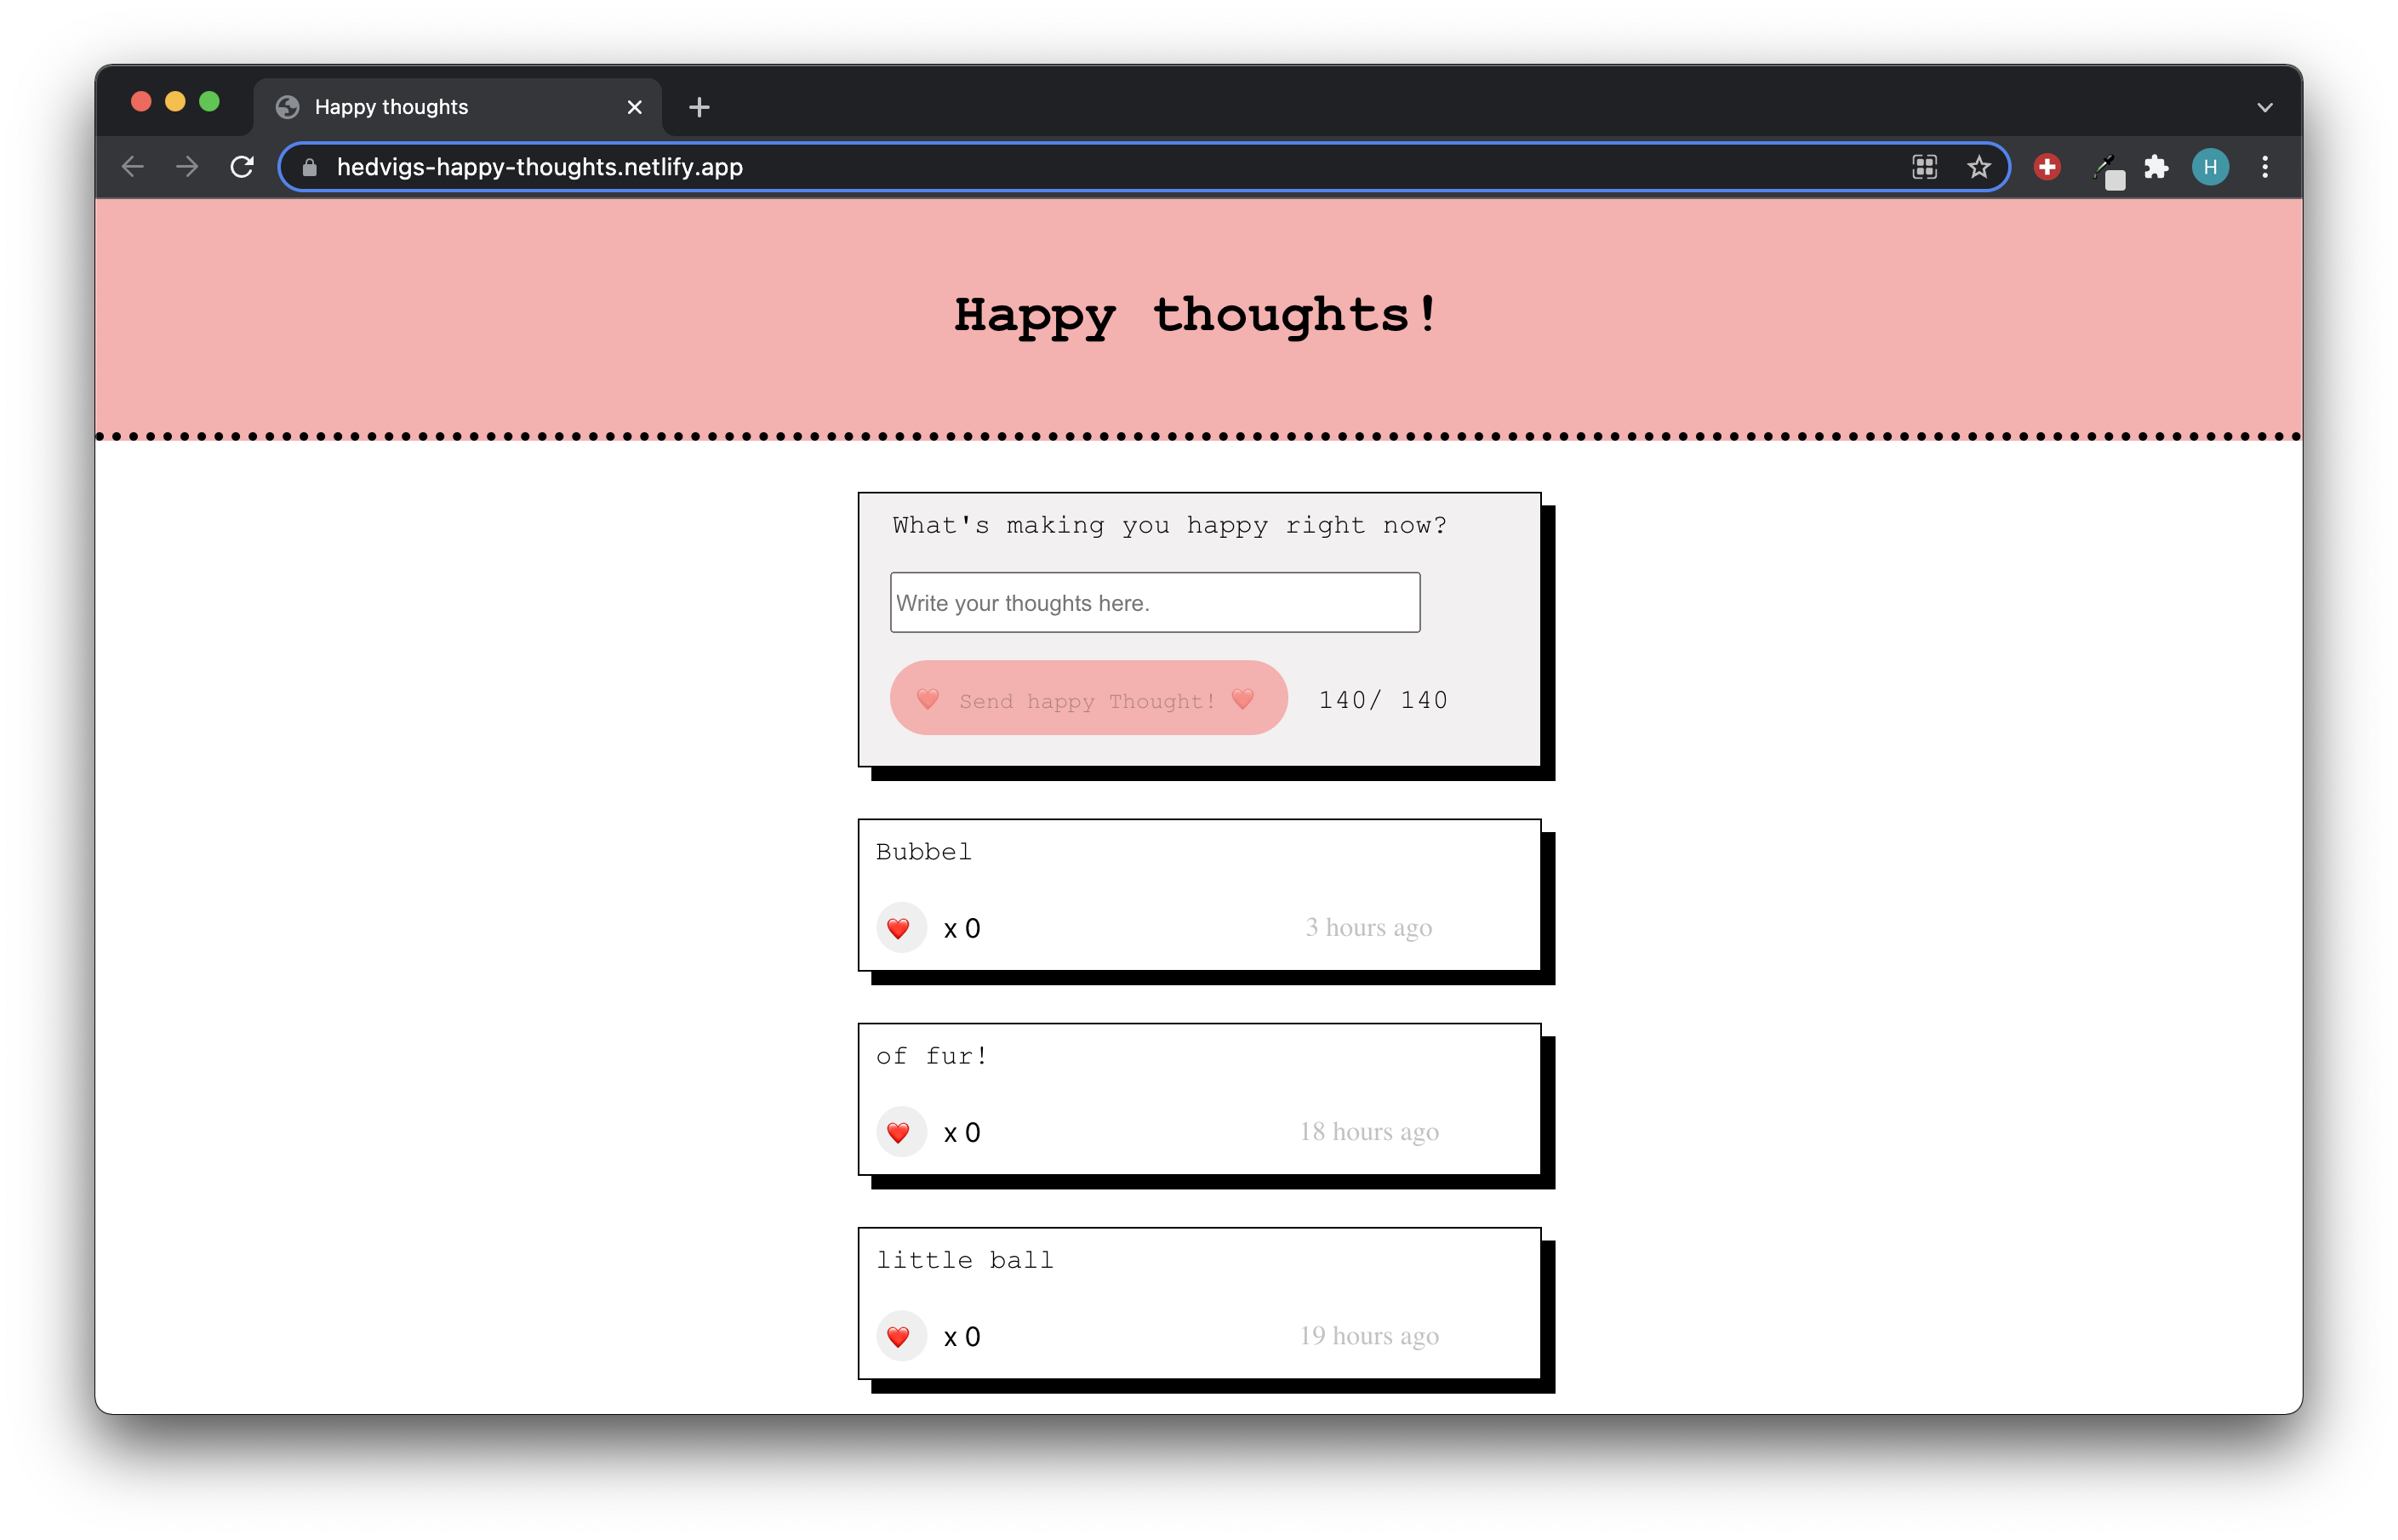 Happy thoughts
hedvigs-happy-thoughts.netlify.app
H
Happy thoughts!
What's making you happy right now?
Write your thoughts here.
❤️ Send happy Thought! ❤️ 140/ 140
Bubbel
❤️ x 0 3 hours ago
of fur!
❤️ x 0 18 hours ago
little ball
❤️ x 0 19 hours ago